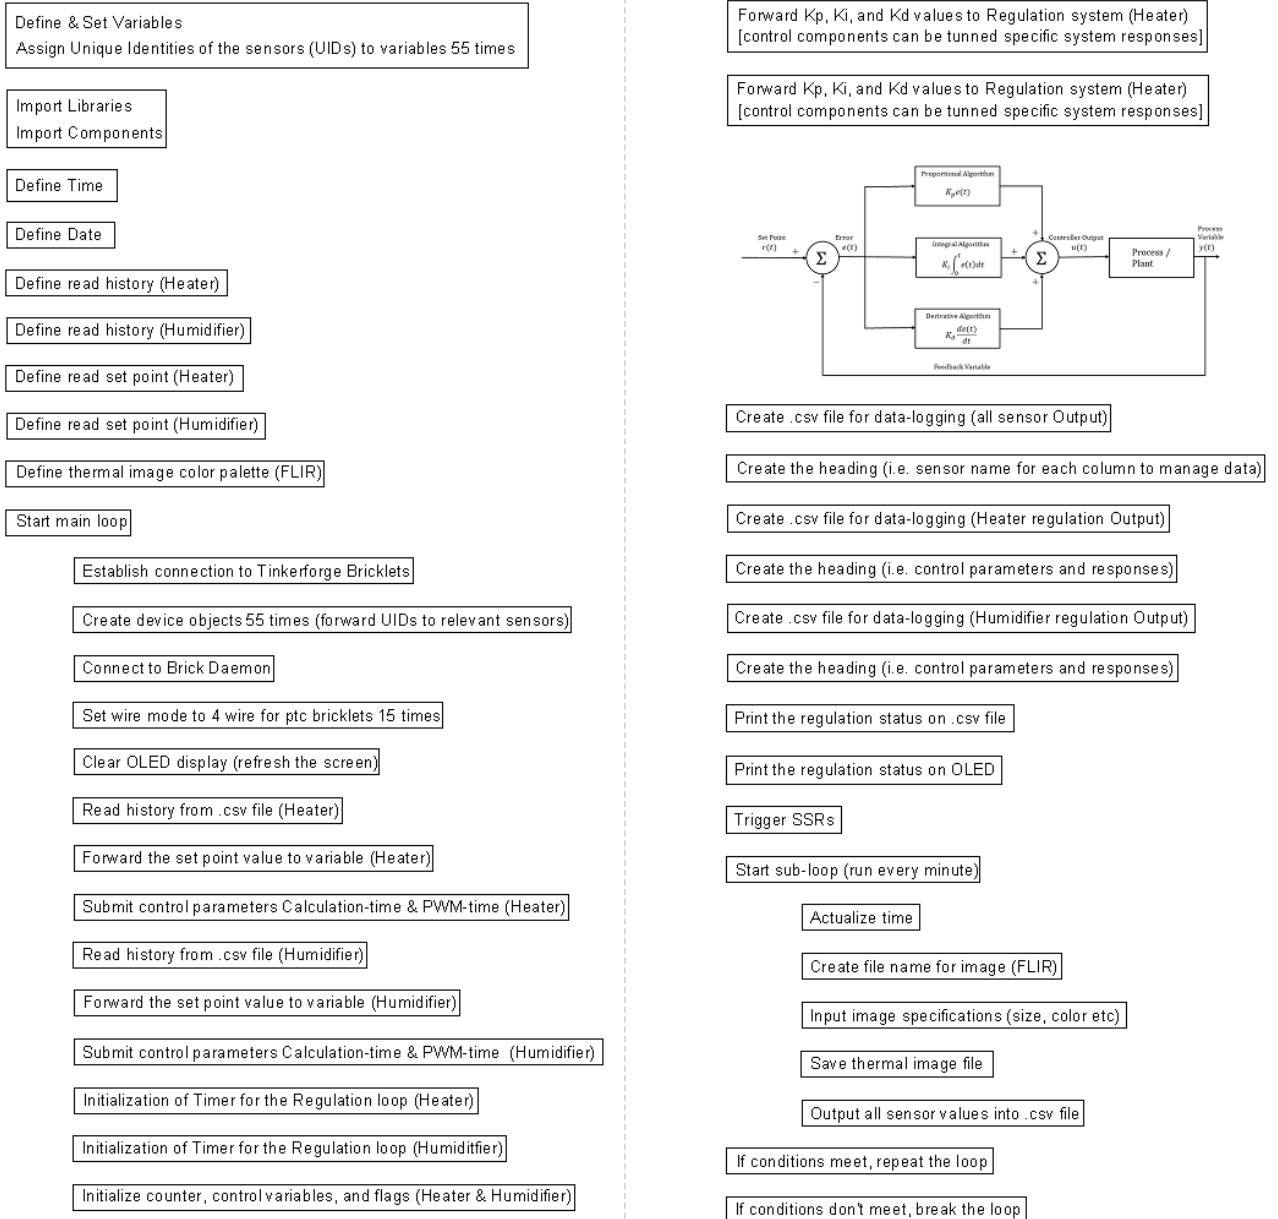 Define & Set Variables
Assign Unique Identities of the sensors (UIDs) to variables 55 times
Import Libraries
Import Components
Define Time
Define Date
Define read history (Heater)
Define read history (Humidifier)
Define read set point (Heater)
Define read set point (Humidifier)
Define thermal image color palette (FLIR)
Start main loop
Establish connection to Tinkerforge Bricklets
Create device objects 55 times (forward UIDs to relevant sensors)
Connect to Brick Daemon
Set wire mode to 4 wire for ptc bricklets 15 times
Clear OLED display (refresh the screen)
Read history from .csv file (Heater)
Forward the set point value to variable (Heater)
Submit control parameters Calculation-time & PWM-time (Heater)
Read history from .csv file (Humidifier)
Forward the set point value to variable (Humidifier)
Submit control parameters Calculation-time & PWM-time (Humidifier)
Initialization of Timer for the Regulation loop (Heater)
Initialization of Timer for the Regulation loop (Humiditfier)
Initialize counter, control variables, and flags (Heater & Humidifier)
Forward Kp, Ki, and Kd values to Regulation system (Heater)
[control components can be tunned specific system responses]
Forward Kp, Ki, and Kd values to Regulation system (Heater)
[control components can be tunned specific system responses]
Proportional Algorithm
K_p e(t)
Set Point
r(t)
+
−
Σ
Error
e(t)
Integral Algorithm
K_i ∫_0^t e(t)dt
Derivative Algorithm
K_d de(t)/dt
+
+
+
Σ
Controller Output
u(t)
Process /
Plant
Process
Variable
y(t)
Feedback Variable
Create .csv file for data-logging (all sensor Output)
Create the heading (i.e. sensor name for each column to manage data)
Create .csv file for data-logging (Heater regulation Output)
Create the heading (i.e. control parameters and responses)
Create .csv file for data-logging (Humidifier regulation Output)
Create the heading (i.e. control parameters and responses)
Print the regulation status on .csv file
Print the regulation status on OLED
Trigger SSRs
Start sub-loop (run every minute)
Actualize time
Create file name for image (FLIR)
Input image specifications (size, color etc)
Save thermal image file
Output all sensor values into .csv file
If conditions meet, repeat the loop
If conditions don't meet, break the loop